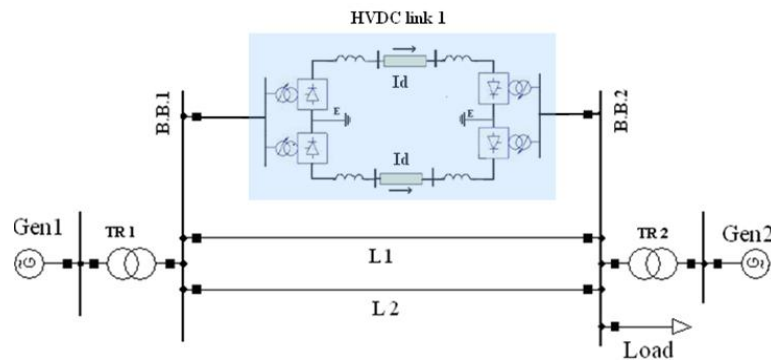 HVDC link 1
Id
E
E
Id
B.B.1
B.B.2
Gen1
TR 1
TR 2
Gen2
G
G
L 1
L 2
Load